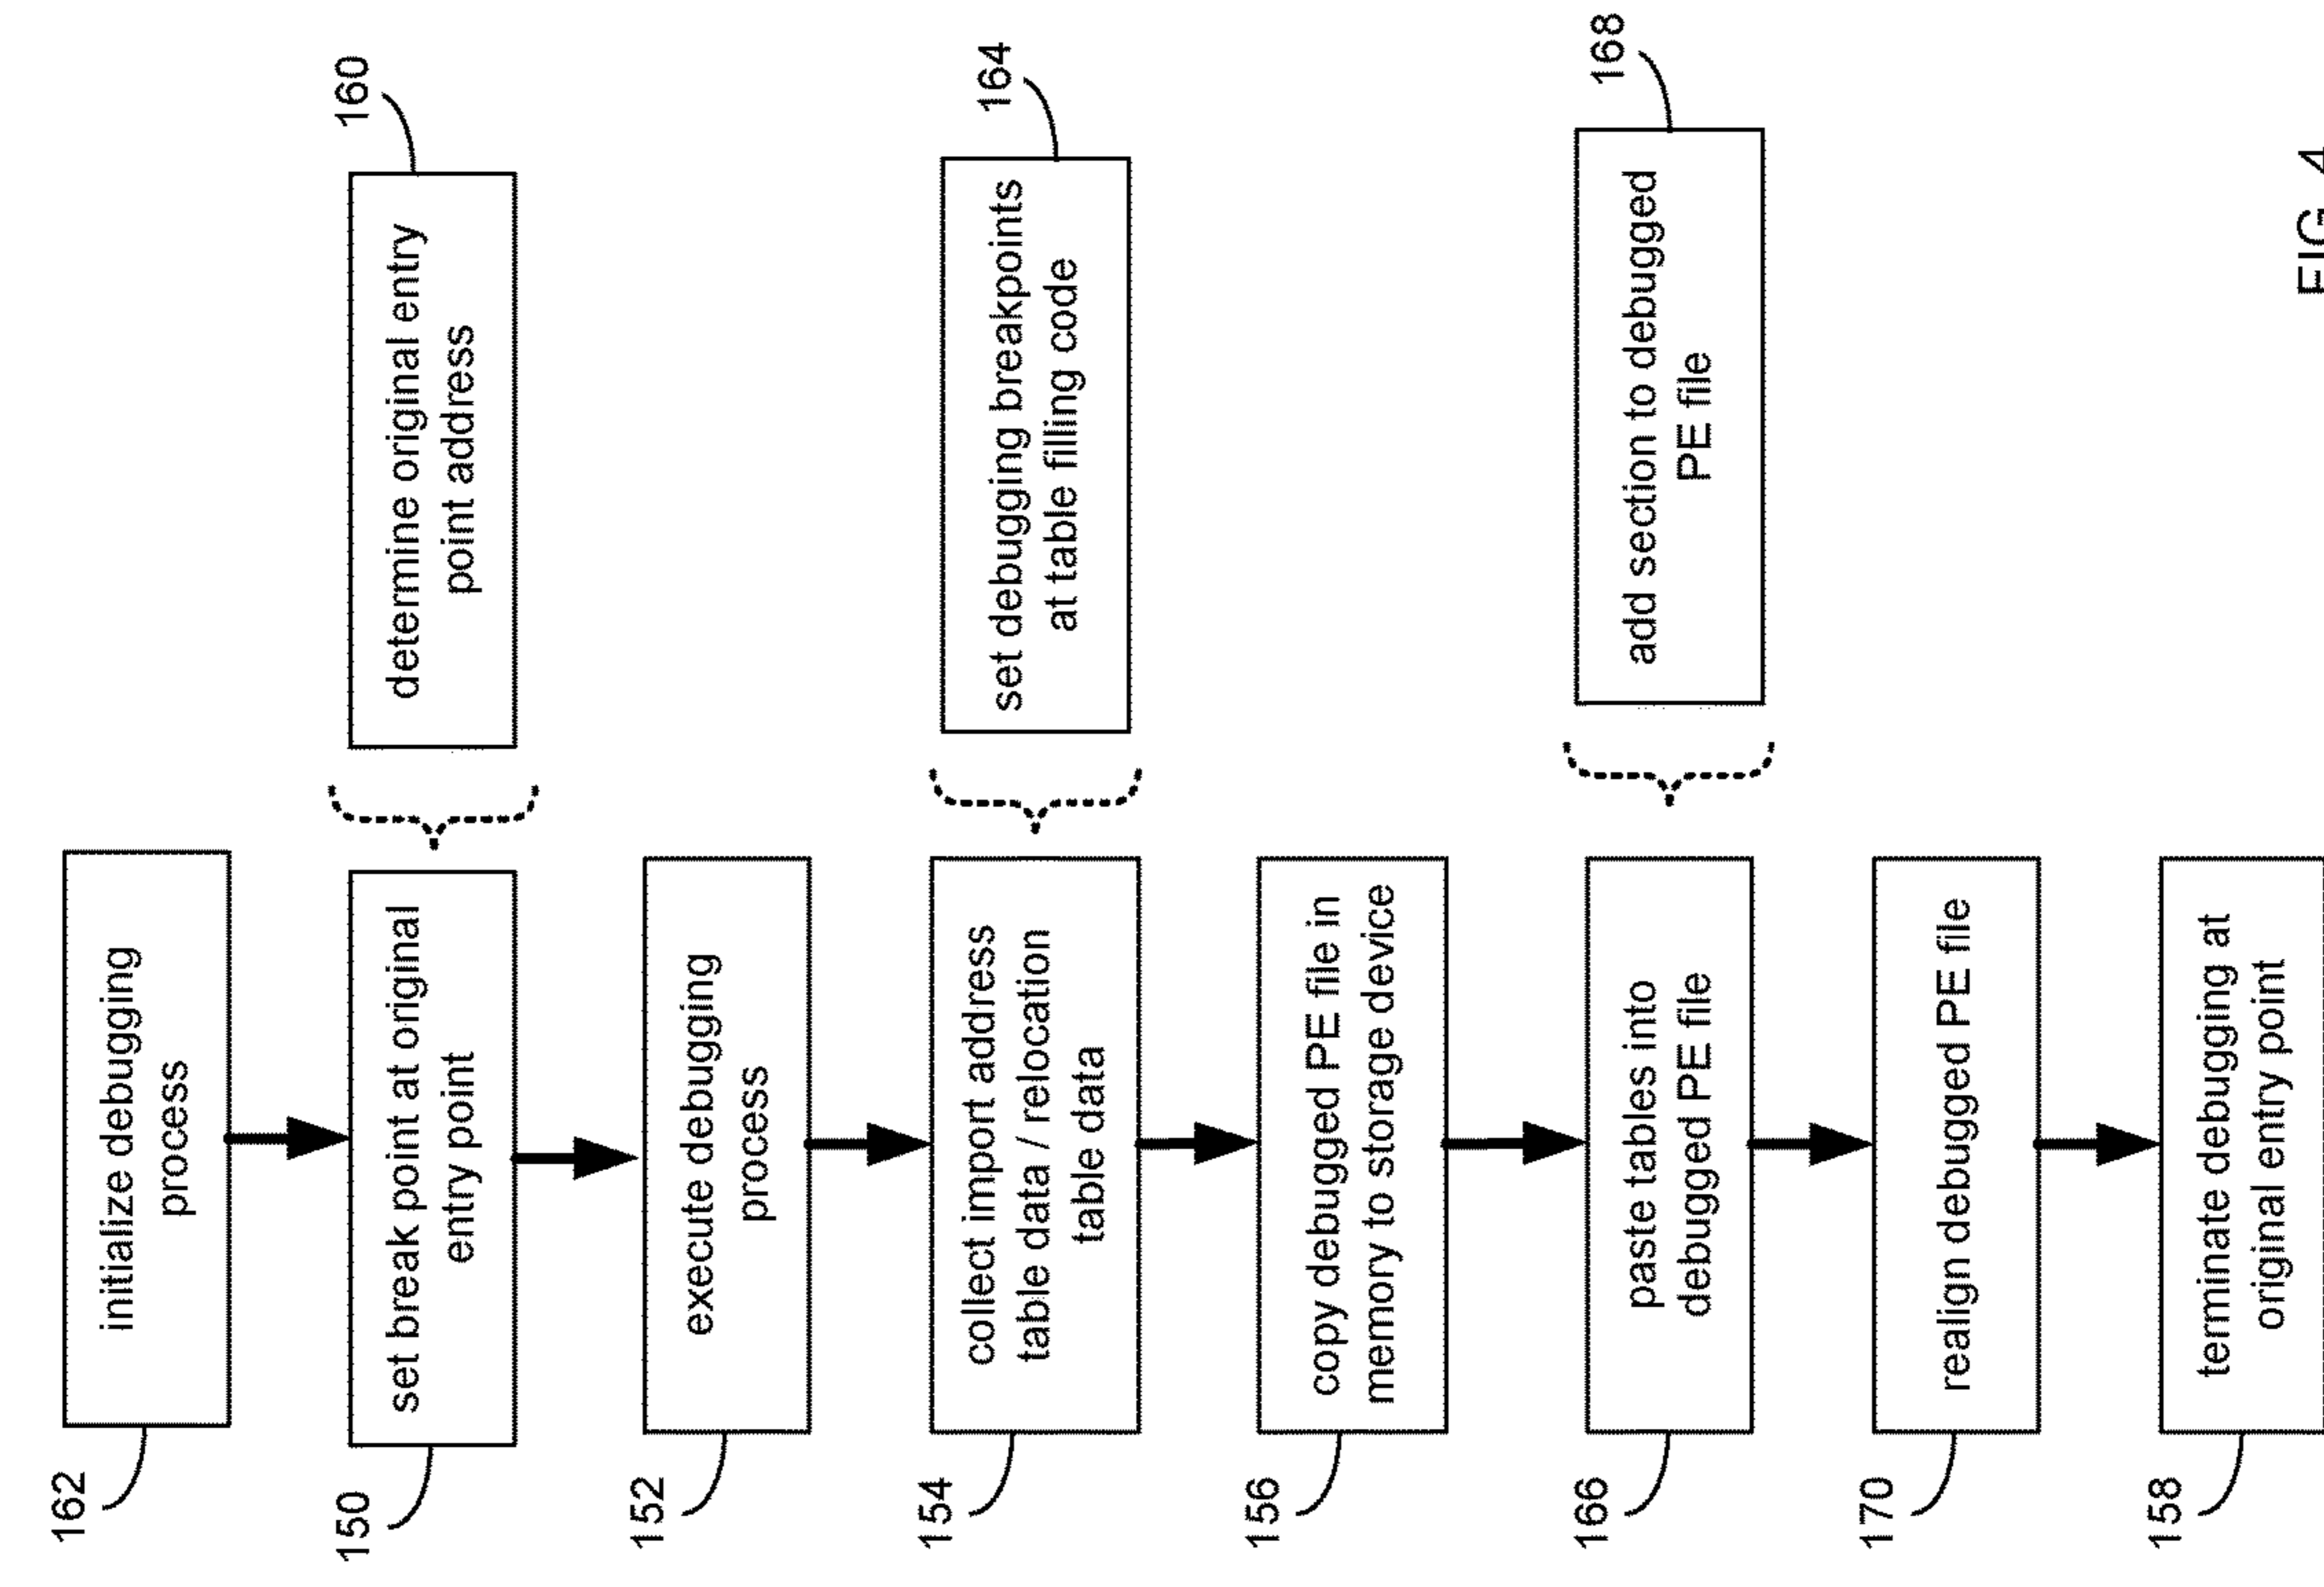 162
initialize debugging
process
150
set break point at original
entry point
160
determine original entry
point address
152
execute debugging
process
154
collect import address
table data / relocation
table data
164
set debugging breakpoints
at table filling code
156
copy debugged PE file in
memory to storage device
166
paste tables into
debugged PE file
168
add section to debugged
PE file
170
realign debugged PE file
158
terminate debugging at
original entry point
FIG. 4